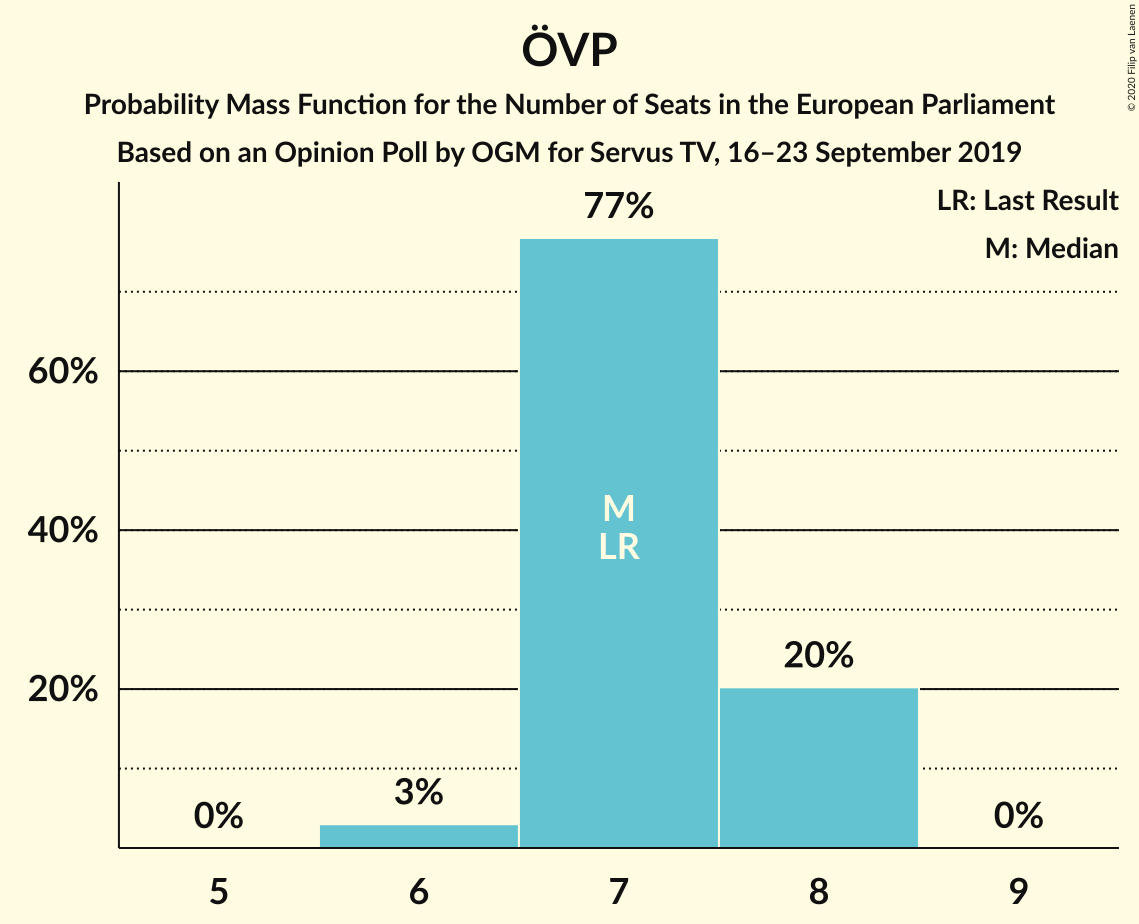 ÖVP
Probability Mass Function for the Number of Seats in the European Parliament
Based on an Opinion Poll by OGM for Servus TV, 16–23 September 2019
© 2020 Filip van Laenen
LR: Last Result
M: Median
77%
60%
M
40%
LR
20%
20%
3%
0%
0%
5 6 7 8 9